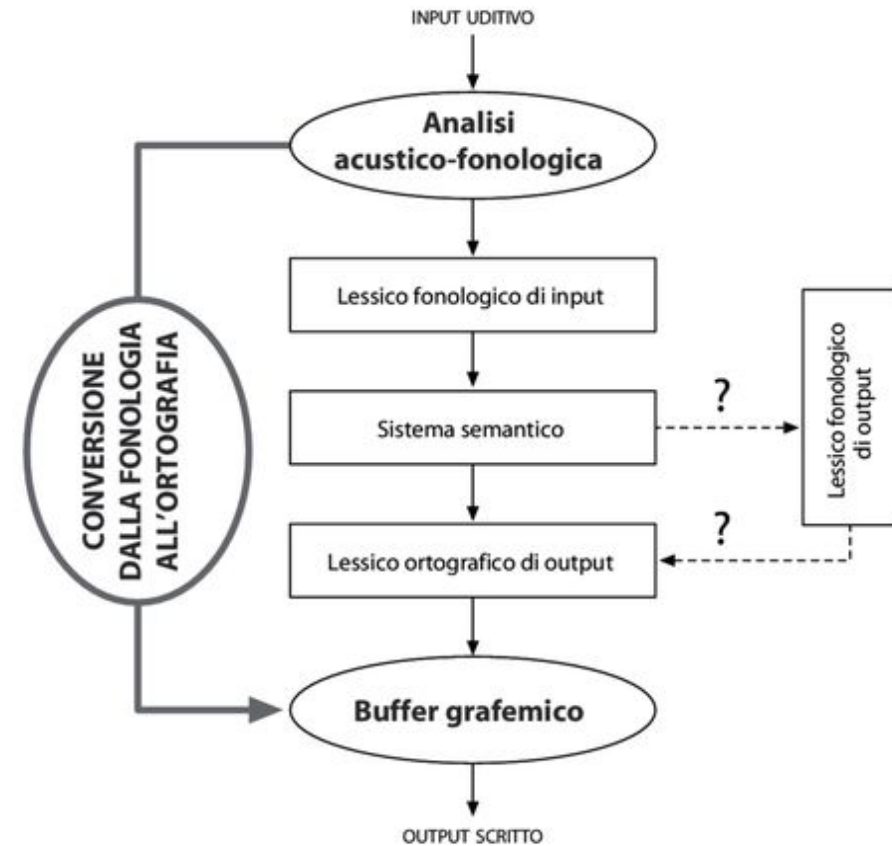 INPUT UDITIVO
Analisi
acustico-fonologica
Lessico fonologico di input
CONVERSIONE
DALLA FONOLOGIA
ALL'ORTOGRAFIA
Sistema semantico
?
Lessico fonologico
di output
?
Lessico ortografico di output
Buffer grafemico
OUTPUT SCRITTO